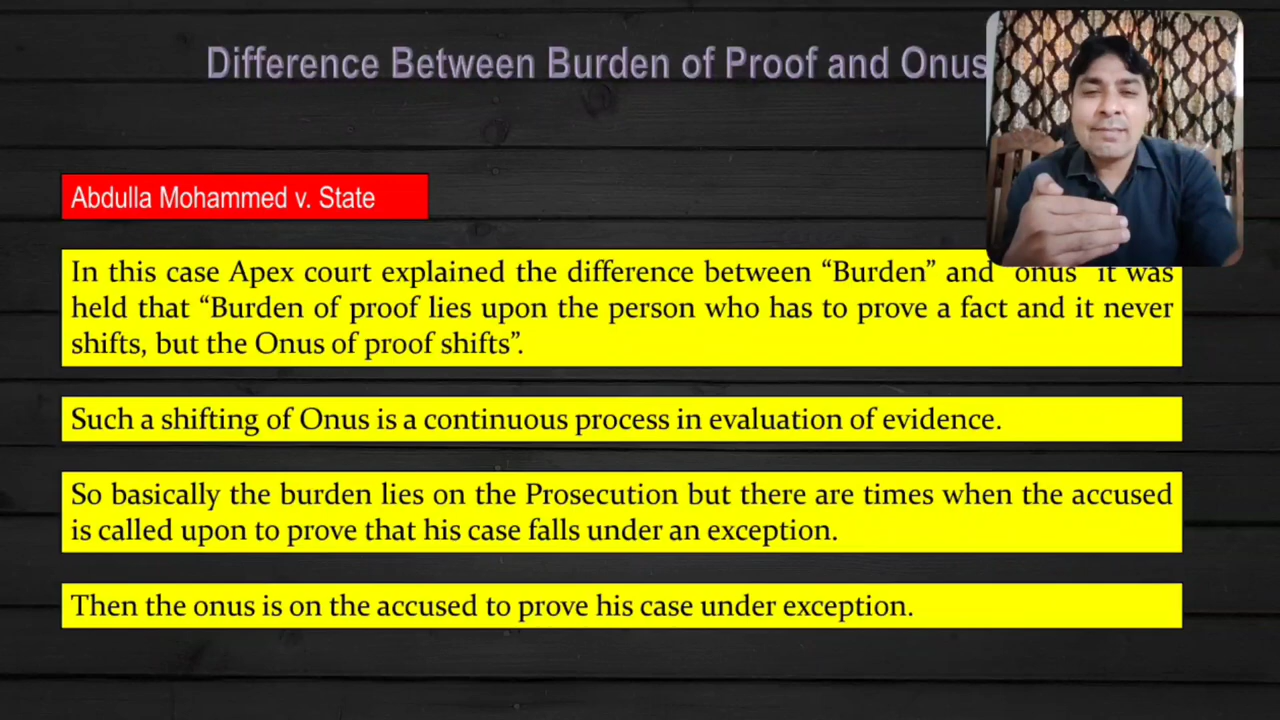 Difference Between Burden of Proof and Onus
Abdulla Mohammed v. State
In this case Apex court explained the difference between “Burden” and “onus” it was
held that “Burden of proof lies upon the person who has to prove a fact and it never
shifts, but the Onus of proof shifts”.
Such a shifting of Onus is a continuous process in evaluation of evidence.
So basically the burden lies on the Prosecution but there are times when the accused
is called upon to prove that his case falls under an exception.
Then the onus is on the accused to prove his case under exception.